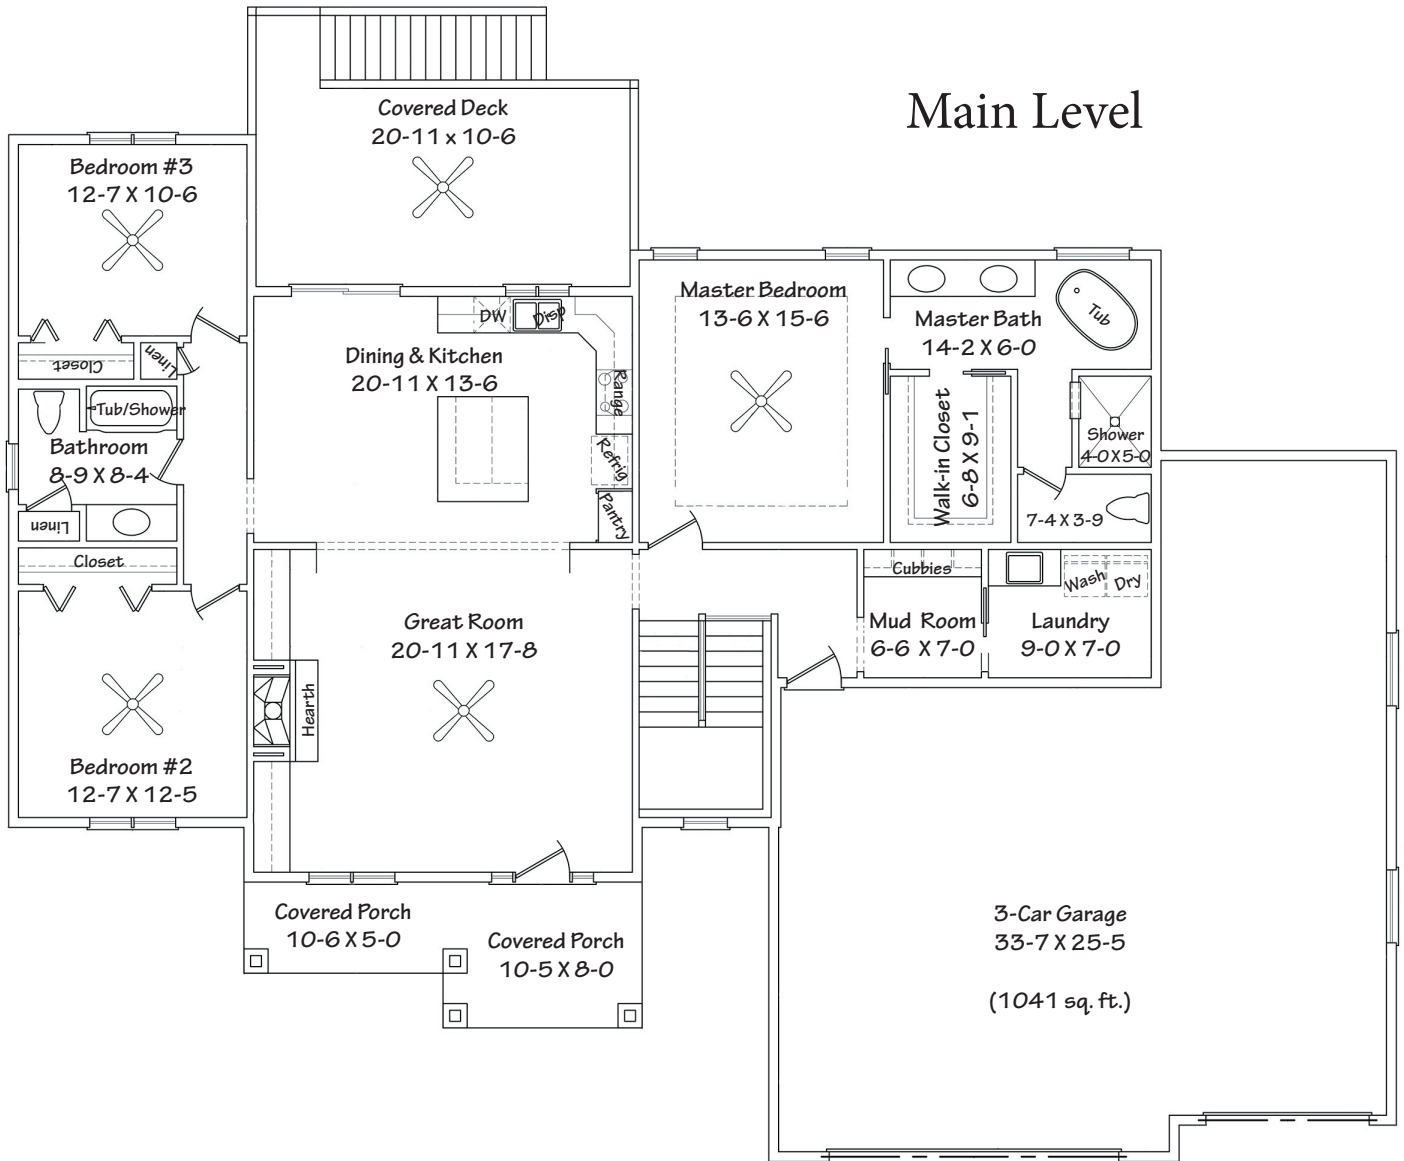 Main Level
Covered Deck
20-11 x 10-6
Bedroom #3
12-7 X 10-6
Closet
Linen
Tub/Shower
Bathroom
8-9 X 8-4
Linen
Closet
Bedroom #2
12-7 X 12-5
DW
Disp
Dining & Kitchen
20-11 X 13-6
Range
Refrig
Pantry
Great Room
20-11 X 17-8
Hearth
Covered Porch
10-6 X 5-0
Covered Porch
10-5 X 8-0
Master Bedroom
13-6 X 15-6
Master Bath
14-2 X 6-0
Tub
Walk-in Closet
6-8 X 9-1
Shower
4-0 X 5-0
7-4 X 3-9
Cubbies
Mud Room
6-6 X 7-0
Wash
Dry
Laundry
9-0 X 7-0
3-Car Garage
33-7 X 25-5
(1041 sq. ft.)